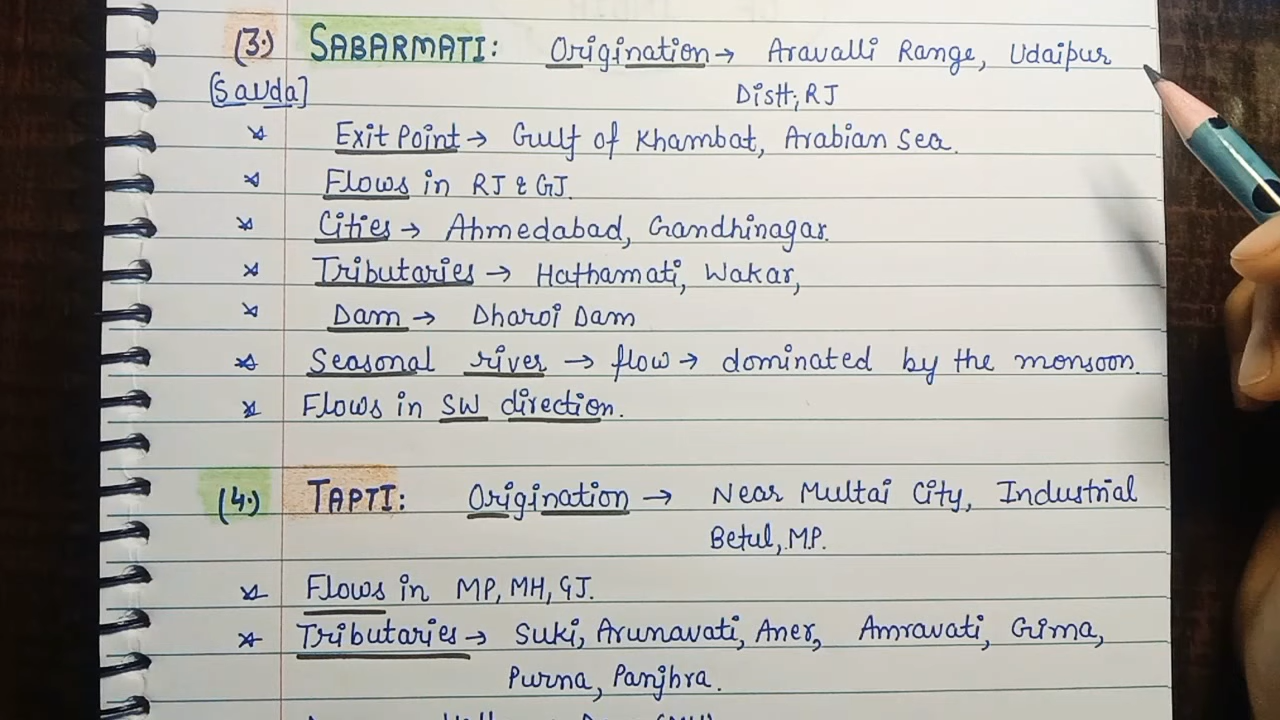 (3.) SABARMATI: Origination → Aravalli Range, Udaipur
[Savda] Distt, RJ
Exit Point → Gulf of Khambat, Arabian Sea.
Flows in RJ & GJ.
Cities → Ahmedabad, Gandhinagar.
Tributaries → Hathamati, Wakar,
Dam → Dharoi Dam
Seasonal river → flow → dominated by the monsoon.
Flows in SW direction.
(4.) TAPTI: Origination → Near Multai City, Industrial
Betul, M.P.
Flows in MP, MH, GJ.
Tributaries → Suki, Arunavati, Aner, Amravati, Girna,
Purna, Panjhra.